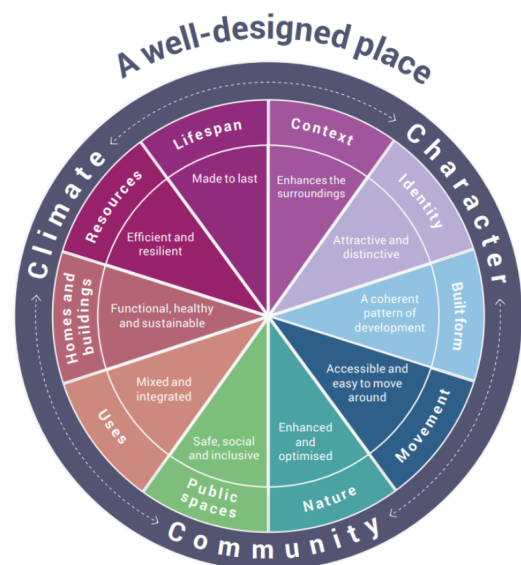 A well-designed place
Climate
Character
Community
Context
Enhances the
surroundings
Identity
Attractive and
distinctive
Built form
A coherent
pattern of
development
Movement
Accessible and
easy to move
around
Nature
Enhanced
and
optimised
Public
spaces
Safe, social
and inclusive
Uses
Mixed and
integrated
Homes and
buildings
Functional, healthy
and sustainable
Resources
Efficient and
resilient
Lifespan
Made to last